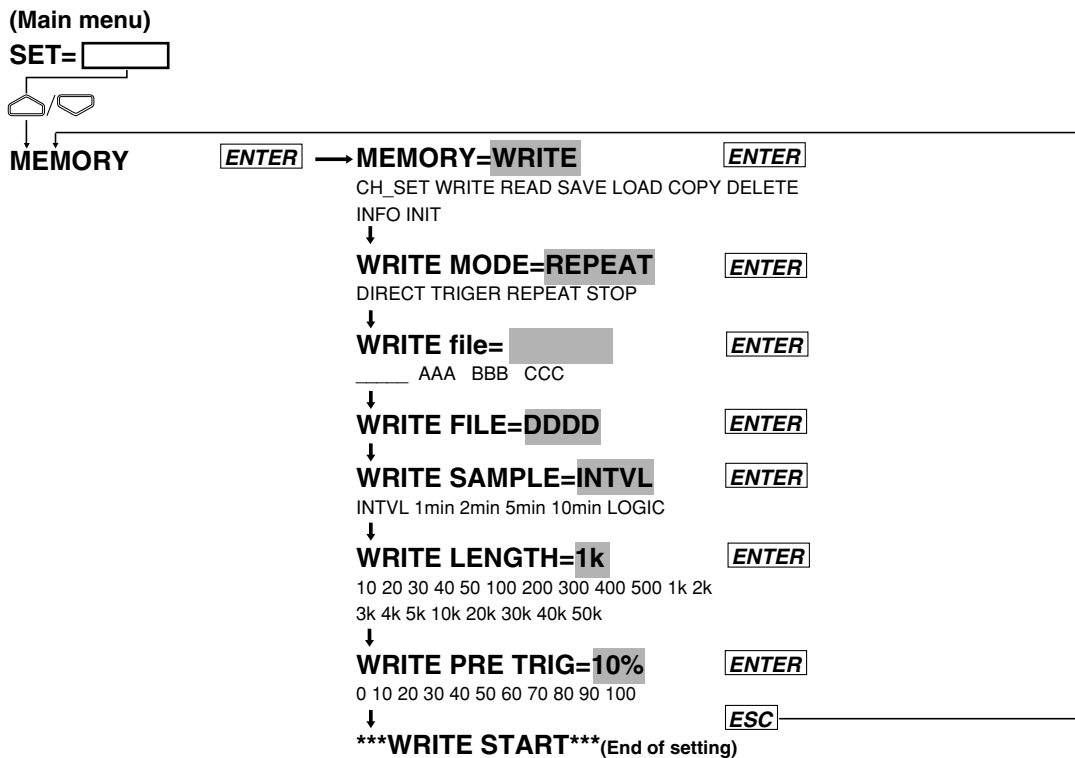 (Main menu)
SET=
/
MEMORY ENTER MEMORY=WRITE ENTER
CH_SET WRITE READ SAVE LOAD COPY DELETE
INFO INIT
WRITE MODE=REPEAT ENTER
DIRECT TRIGER REPEAT STOP
WRITE file= ENTER
_____ AAA BBB CCC
WRITE FILE=DDDD ENTER
WRITE SAMPLE=INTVL ENTER
INTVL 1min 2min 5min 10min LOGIC
WRITE LENGTH=1k ENTER
10 20 30 40 50 100 200 300 400 500 1k 2k
3k 4k 5k 10k 20k 30k 40k 50k
WRITE PRE TRIG=10% ENTER
0 10 20 30 40 50 60 70 80 90 100
ESC
***WRITE START***(End of setting)